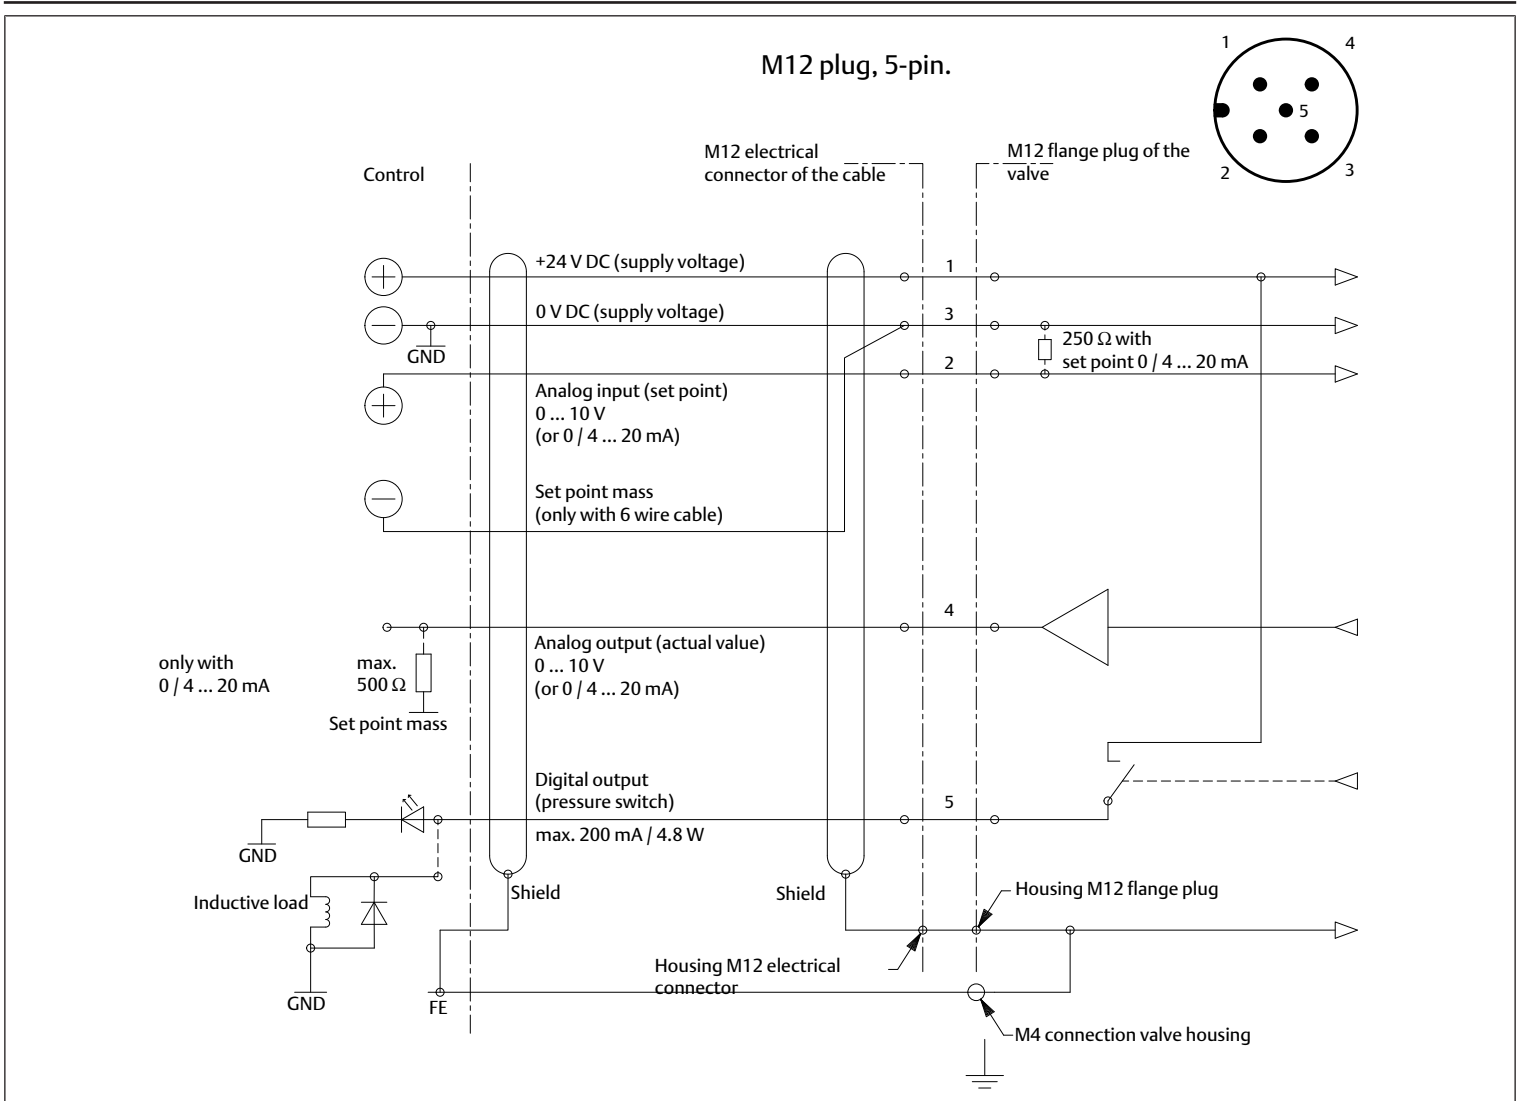 M12 plug, 5-pin.
1
4
5
2
3
Control
M12 electrical
connector of the cable
M12 flange plug of the
valve
+24 V DC (supply voltage)
1
0 V DC (supply voltage)
3
GND
250 Ω with
set point 0 / 4 ... 20 mA
2
Analog input (set point)
0 ... 10 V
(or 0 / 4 ... 20 mA)
Set point mass
(only with 6 wire cable)
4
Analog output (actual value)
0 ... 10 V
(or 0 / 4 ... 20 mA)
only with
0 / 4 ... 20 mA
max.
500 Ω
Set point mass
Digital output
(pressure switch)
5
max. 200 mA / 4.8 W
GND
Shield
Shield
Housing M12 flange plug
Inductive load
Housing M12 electrical
connector
GND
FE
M4 connection valve housing